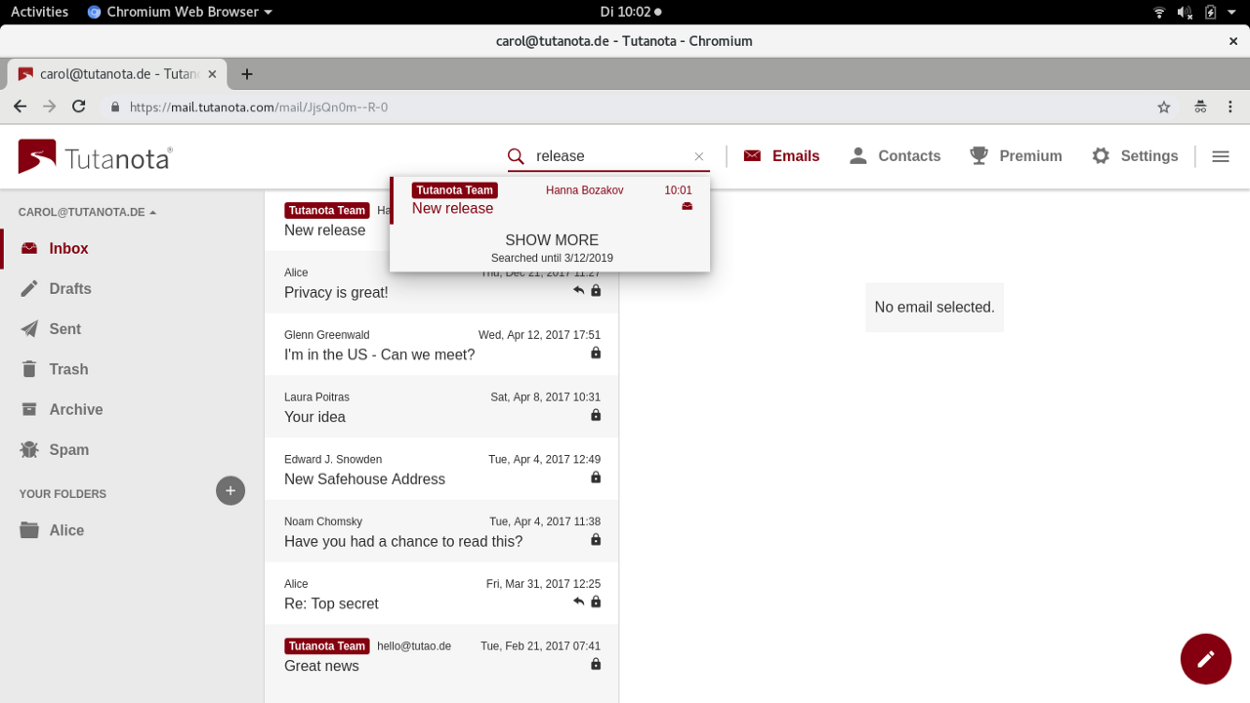 Activities Chromium Web Browser Di 10:02
carol@tutanota.de - Tutanota - Chromium
carol@tutanota.de - Tutan
https://mail.tutanota.com/mail/JjsQn0m--R-0
Tutanota®
release
Emails
Contacts
Premium
Settings
Tutanota Team Hanna Bozakov 10:01
New release
SHOW MORE
Searched until 3/12/2019
CAROL@TUTANOTA.DE
Inbox
Drafts
Sent
Trash
Archive
Spam
YOUR FOLDERS
Alice
Tutanota Team Ha
New release
Alice Thu, Dec 21, 2017 11:27
Privacy is great!
Glenn Greenwald Wed, Apr 12, 2017 17:51
I'm in the US - Can we meet?
Laura Poitras Sat, Apr 8, 2017 10:31
Your idea
Edward J. Snowden Tue, Apr 4, 2017 12:49
New Safehouse Address
Noam Chomsky Tue, Apr 4, 2017 11:38
Have you had a chance to read this?
Alice Fri, Mar 31, 2017 12:25
Re: Top secret
Tutanota Team hello@tutao.de Tue, Feb 21, 2017 07:41
Great news
No email selected.